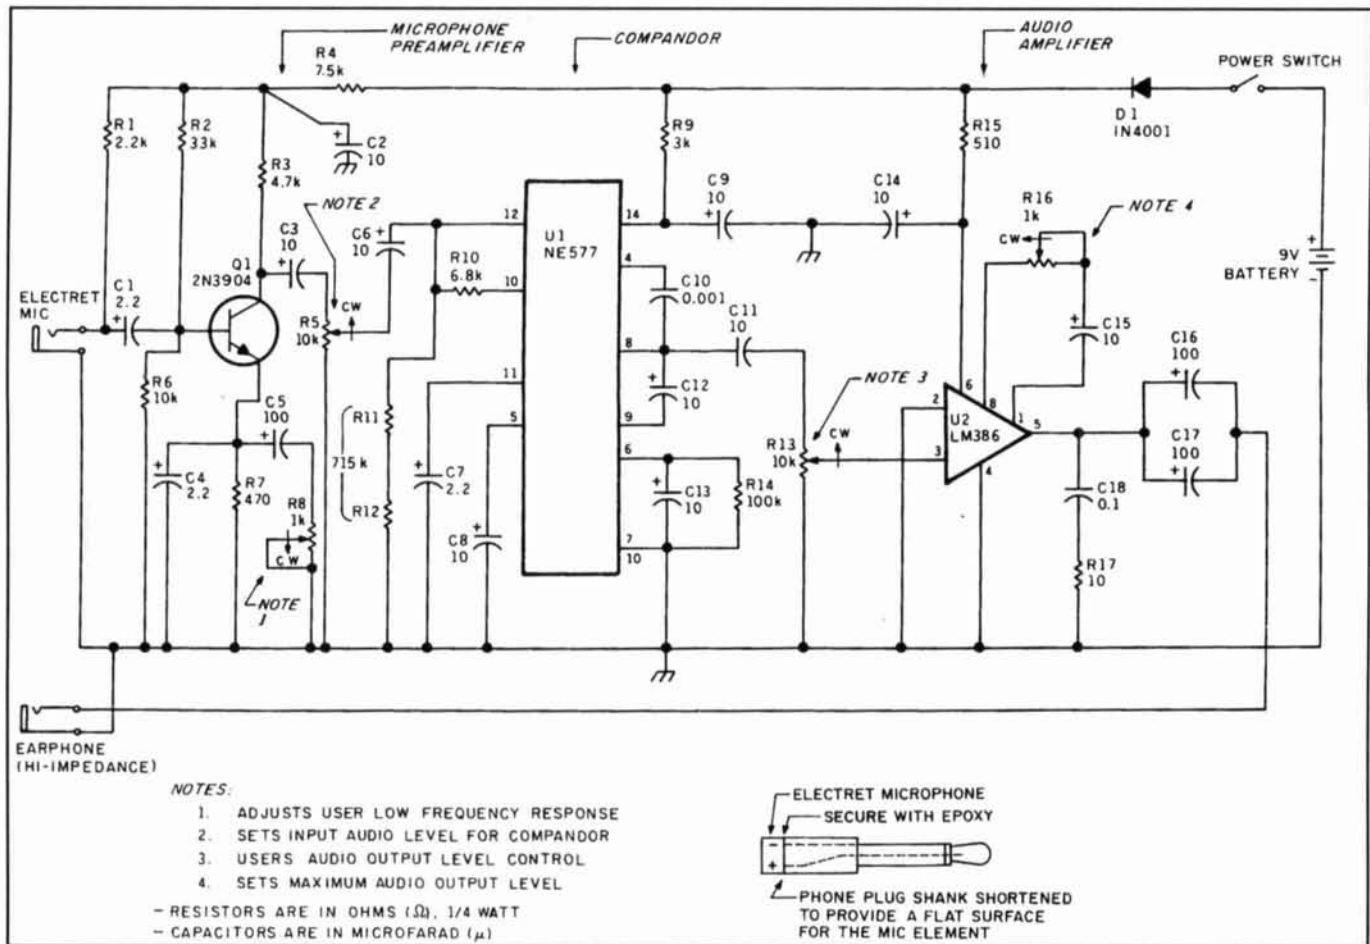 MICROPHONE
PREAMPLIFIER
COMPANDOR
AUDIO
AMPLIFIER
POWER SWITCH
R4
7.5k
D1
IN4001
R1
2.2k
R2
33k
C2
10
R3
4.7k
R9
3k
R15
510
NOTE 2
C3
10
C6
10
12
U1
NE577
14
C9
10
C14
10
R16
1k
CW
NOTE 4
9V
BATTERY
Q1
2N3904
R10
6.8k
10
4
C10
0.001
ELECTRET
MIC
C1
2.2
R5
10k
CW
8
C11
10
C15
10
11
C12
10
NOTE 3
C16
100
R6
10k
C5
100
5
9
R11
715k
R12
R13
10k
CW
2
3
6
8
1
5
4
U2
LM386
C17
100
C4
2.2
R7
470
R8
1k
CW
C7
2.2
6
C13
10
R14
100k
C18
0.1
C8
10
7
10
R17
10
NOTE
1
EARPHONE
(HI-IMPEDANCE)
NOTES:
1. ADJUSTS USER LOW FREQUENCY RESPONSE
2. SETS INPUT AUDIO LEVEL FOR COMPANDOR
3. USERS AUDIO OUTPUT LEVEL CONTROL
4. SETS MAXIMUM AUDIO OUTPUT LEVEL
– RESISTORS ARE IN OHMS (Ω), 1/4 WATT
– CAPACITORS ARE IN MICROFARAD (μ)
ELECTRET MICROPHONE
SECURE WITH EPOXY
PHONE PLUG SHANK SHORTENED
TO PROVIDE A FLAT SURFACE
FOR THE MIC ELEMENT